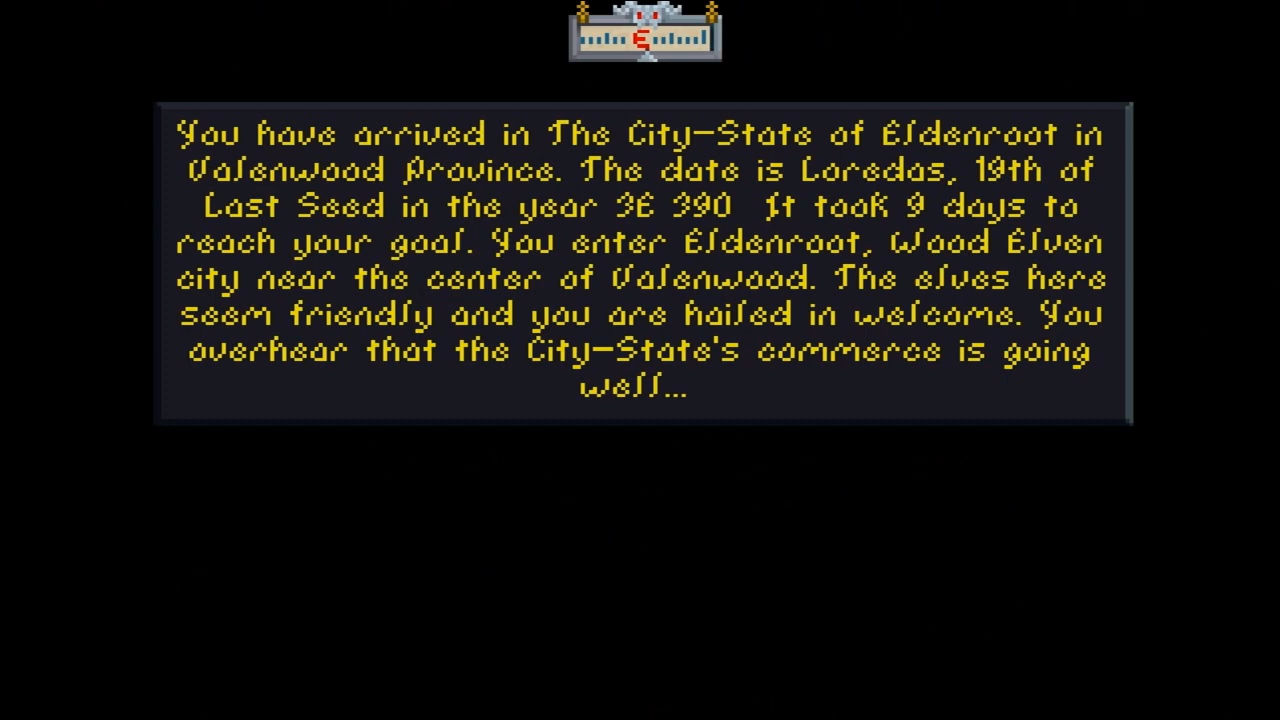 E
You have arrived in The City-State of Eldenroot in
Valenwood Province. The date is Loredas, 19th of
Last Seed in the year 3E 390 It took 9 days to
reach your goal. You enter Eldenroot, Wood Elven
city near the center of Valenwood. The elves here
seem friendly and you are hailed in welcome. You
overhear that the City-State's commerce is going
well...